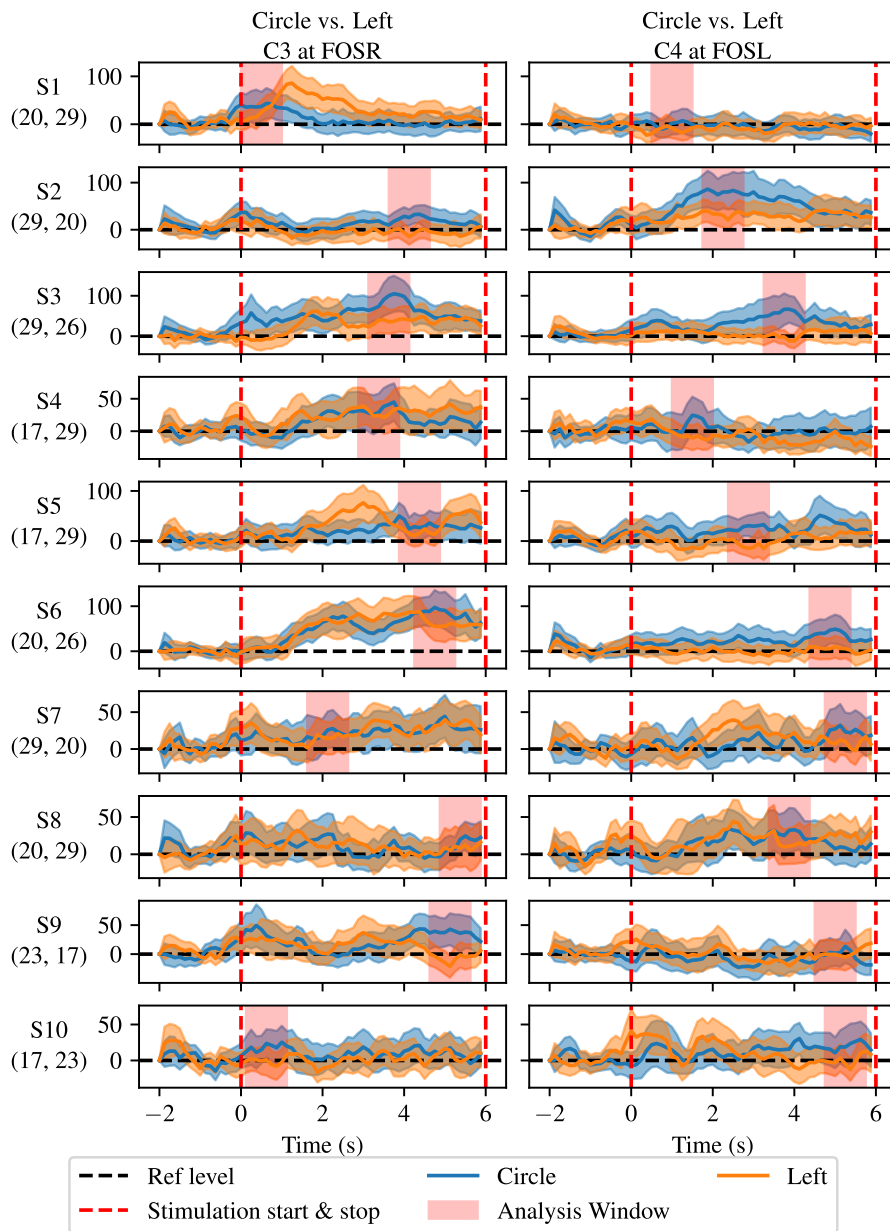 Circle vs. Left
C3 at FOSR
Circle vs. Left
C4 at FOSL
S1
(20, 29)
100
0
S2
(29, 20)
100
0
S3
(29, 26)
100
0
S4
(17, 29)
50
0
S5
(17, 29)
100
0
S6
(20, 26)
100
0
S7
(29, 20)
50
0
S8
(20, 29)
50
0
S9
(23, 17)
50
0
S10
(17, 23)
50
0
−2 0 2 4 6
−2 0 2 4 6
Time (s)
Time (s)
Ref level
Circle
Left
Stimulation start & stop
Analysis Window